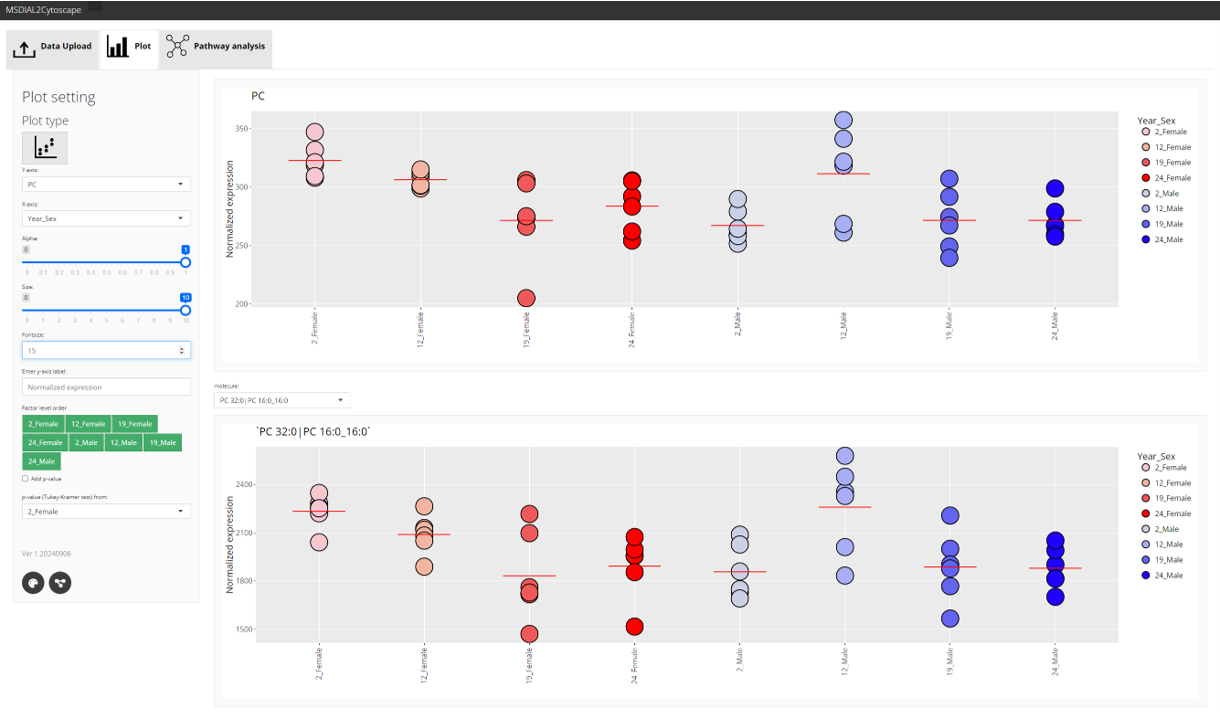 MSDIAL2Cytoscape
Data Upload
Plot
Pathway analysis
Plot setting
Plot type
Y-axis:
PC
X-axis:
Year_Sex
Alpha:
0 1
0 0.1 0.2 0.3 0.4 0.5 0.6 0.7 0.8 0.9 1
Size:
0 10
0 1 2 3 4 5 6 7 8 9 10
Fontsize:
15
Enter y-axis label:
Normalized expression
Factor level order
2_Female 12_Female 19_Female
24_Female 2_Male 12_Male 19_Male
24_Male
Add p-value
p-value (Tukey-Kramer test) from:
2_Female
Ver 1.20240906
PC
Normalized expression
350
300
250
200
2_Female 12_Female 19_Female 24_Female 2_Male 12_Male 19_Male 24_Male
Year_Sex
2_Female
12_Female
19_Female
24_Female
2_Male
12_Male
19_Male
24_Male
molecule:
PC 32:0|PC 16:0_16:0
`PC 32:0|PC 16:0_16:0`
Normalized expression
2400
2100
1800
1500
2_Female 12_Female 19_Female 24_Female 2_Male 12_Male 19_Male 24_Male
Year_Sex
2_Female
12_Female
19_Female
24_Female
2_Male
12_Male
19_Male
24_Male